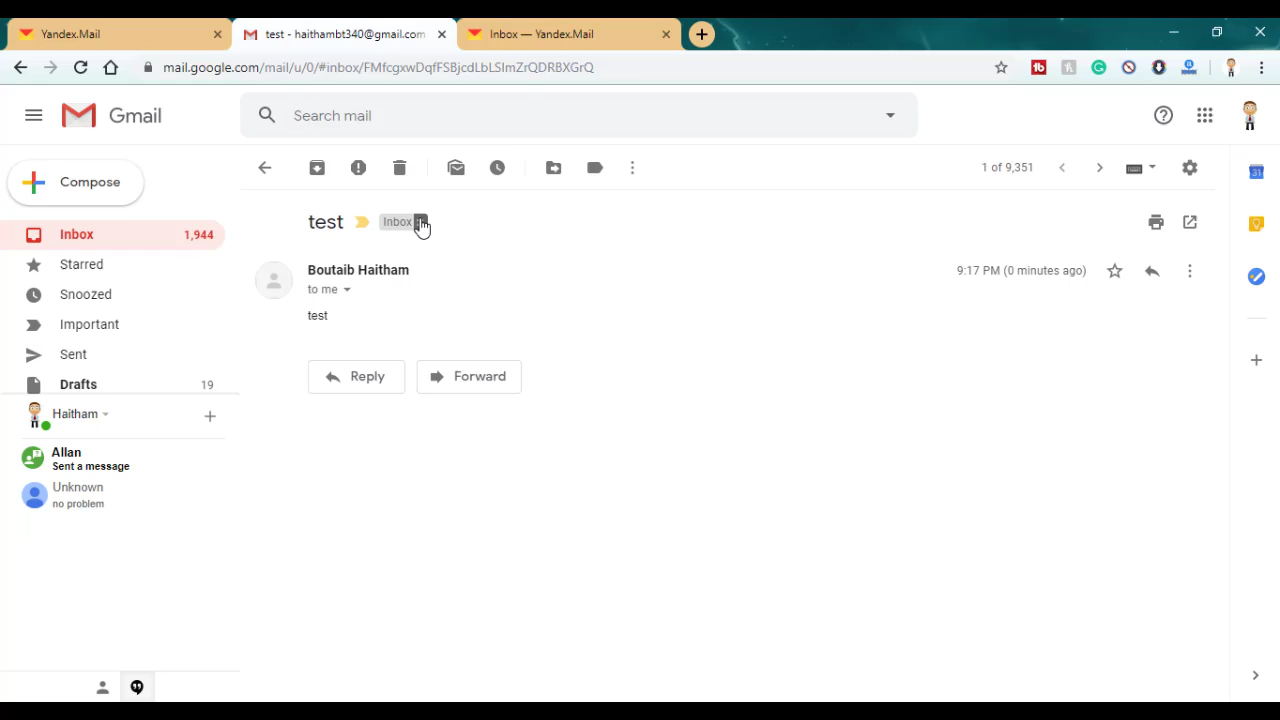 Yandex.Mail
test - haithambt340@gmail.com
Inbox — Yandex.Mail
mail.google.com/mail/u/0/#inbox/FMfcgxwDqfFSBjcdLbLSlmZrQDRBXGrQ
Gmail
Search mail
Compose
1 of 9,351
Inbox 1,944
Starred
Snoozed
Important
Sent
Drafts 19
Haitham
Allan
Sent a message
Unknown
no problem
test Inbox
Boutaib Haitham
9:17 PM (0 minutes ago)
to me
test
Reply
Forward